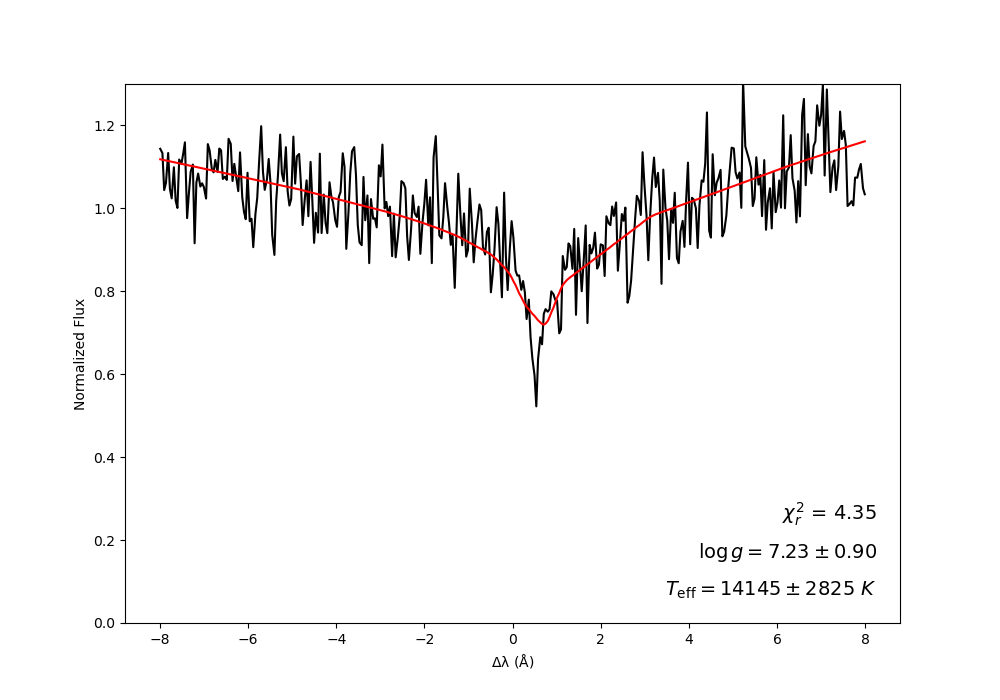 1.2
1.0
0.8
0.6
0.4
0.2
0.0
Normalized Flux
χ²ᵣ = 4.35
log g = 7.23 ± 0.90
T_eff = 14145 ± 2825 K
−8 −6 −4 −2 0 2 4 6 8
Δλ (Å)